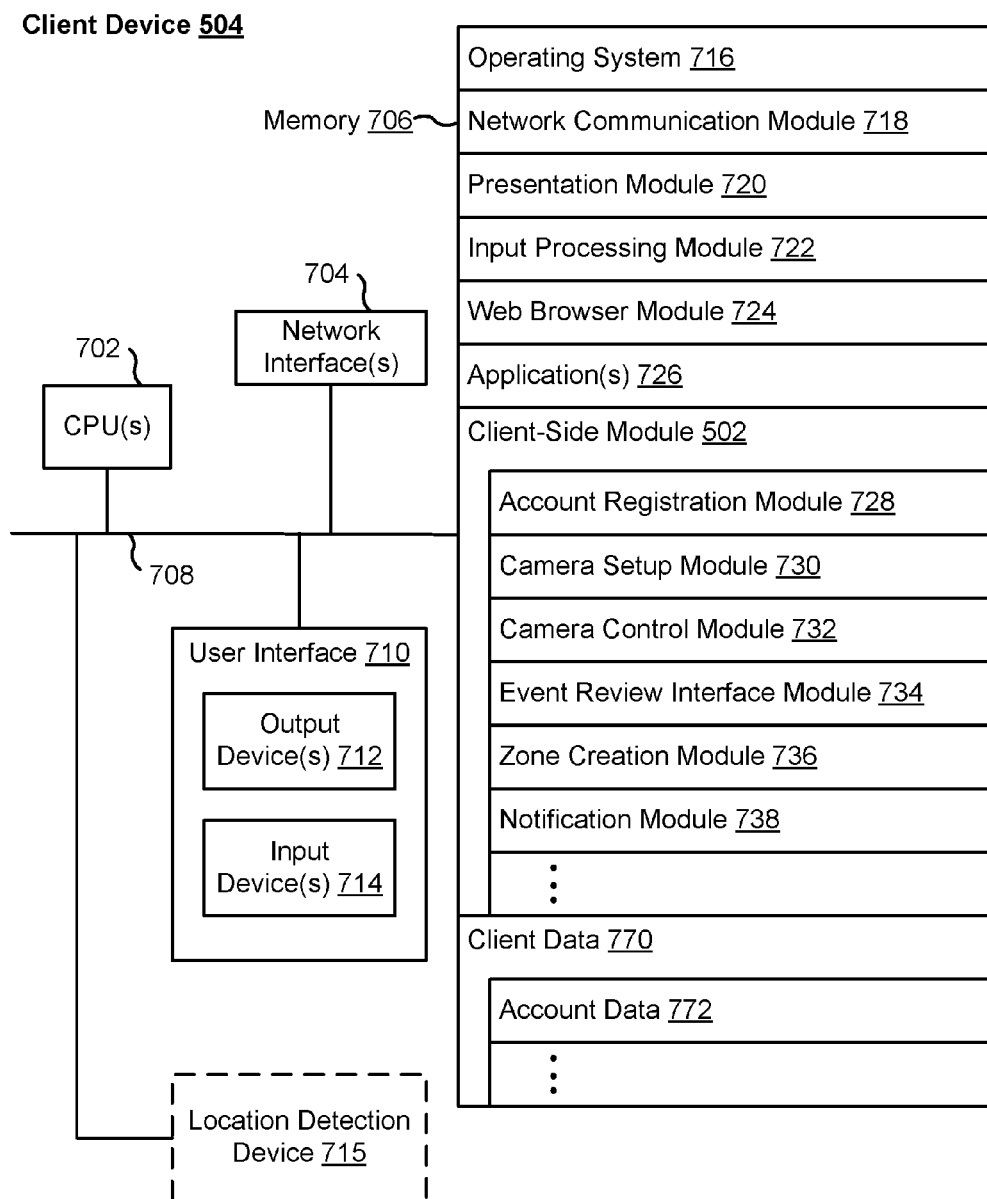 Client Device 504
Operating System 716
Memory 706
Network Communication Module 718
Presentation Module 720
Input Processing Module 722
704
Network
Interface(s)
Web Browser Module 724
702
CPU(s)
Application(s) 726
Client-Side Module 502
Account Registration Module 728
708
Camera Setup Module 730
Camera Control Module 732
User Interface 710
Output
Device(s) 712
Input
Device(s) 714
Event Review Interface Module 734
Zone Creation Module 736
Notification Module 738
Client Data 770
Account Data 772
Location Detection
Device 715